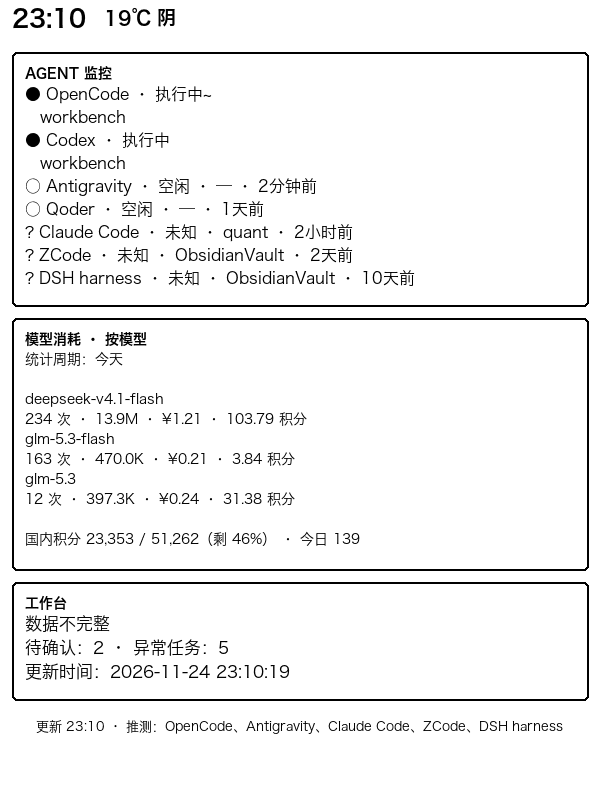 23:10 19℃ 阴
AGENT 监控
● OpenCode · 执行中~
workbench
● Codex · 执行中
workbench
○ Antigravity · 空闲 · — · 2分钟前
○ Qoder · 空闲 · — · 1天前
? Claude Code · 未知 · quant · 2小时前
? ZCode · 未知 · ObsidianVault · 2天前
? DSH harness · 未知 · ObsidianVault · 10天前
模型消耗 · 按模型
统计周期：今天
deepseek-v4.1-flash
234 次 · 13.9M · ¥1.21 · 103.79 积分
glm-5.3-flash
163 次 · 470.0K · ¥0.21 · 3.84 积分
glm-5.3
12 次 · 397.3K · ¥0.24 · 31.38 积分
国内积分 23,353 / 51,262（剩 46%） · 今日 139
工作台
数据不完整
待确认：2 · 异常任务：5
更新时间：2026-11-24 23:10:19
更新 23:10 · 推测：OpenCode、Antigravity、Claude Code、ZCode、DSH harness